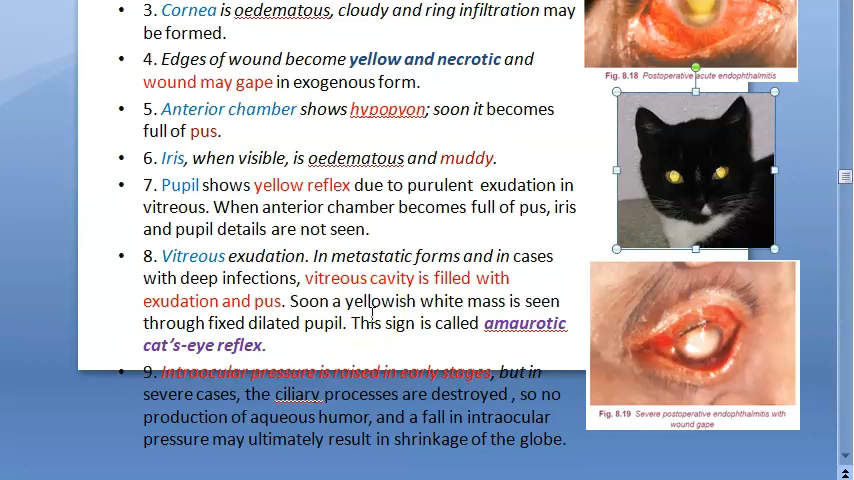 • 3. Cornea is oedematous, cloudy and ring infiltration may
be formed.
• 4. Edges of wound become yellow and necrotic and
wound may gape in exogenous form.
• 5. Anterior chamber shows hypopyon; soon it becomes
full of pus.
• 6. Iris, when visible, is oedematous and muddy.
• 7. Pupil shows yellow reflex due to purulent exudation in
vitreous. When anterior chamber becomes full of pus, iris
and pupil details are not seen.
• 8. Vitreous exudation. In metastatic forms and in cases
with deep infections, vitreous cavity is filled with
exudation and pus. Soon a yellowish white mass is seen
through fixed dilated pupil. This sign is called amaurotic
cat’s-eye reflex.
• 9. Intraocular pressure is raised in early stages, but in
severe cases, the ciliary processes are destroyed , so no
production of aqueous humor, and a fall in intraocular
pressure may ultimately result in shrinkage of the globe.
Fig. 8.18 Postoperative acute endophthalmitis
Fig. 8.19 Severe postoperative endophthalmitis with
wound gape